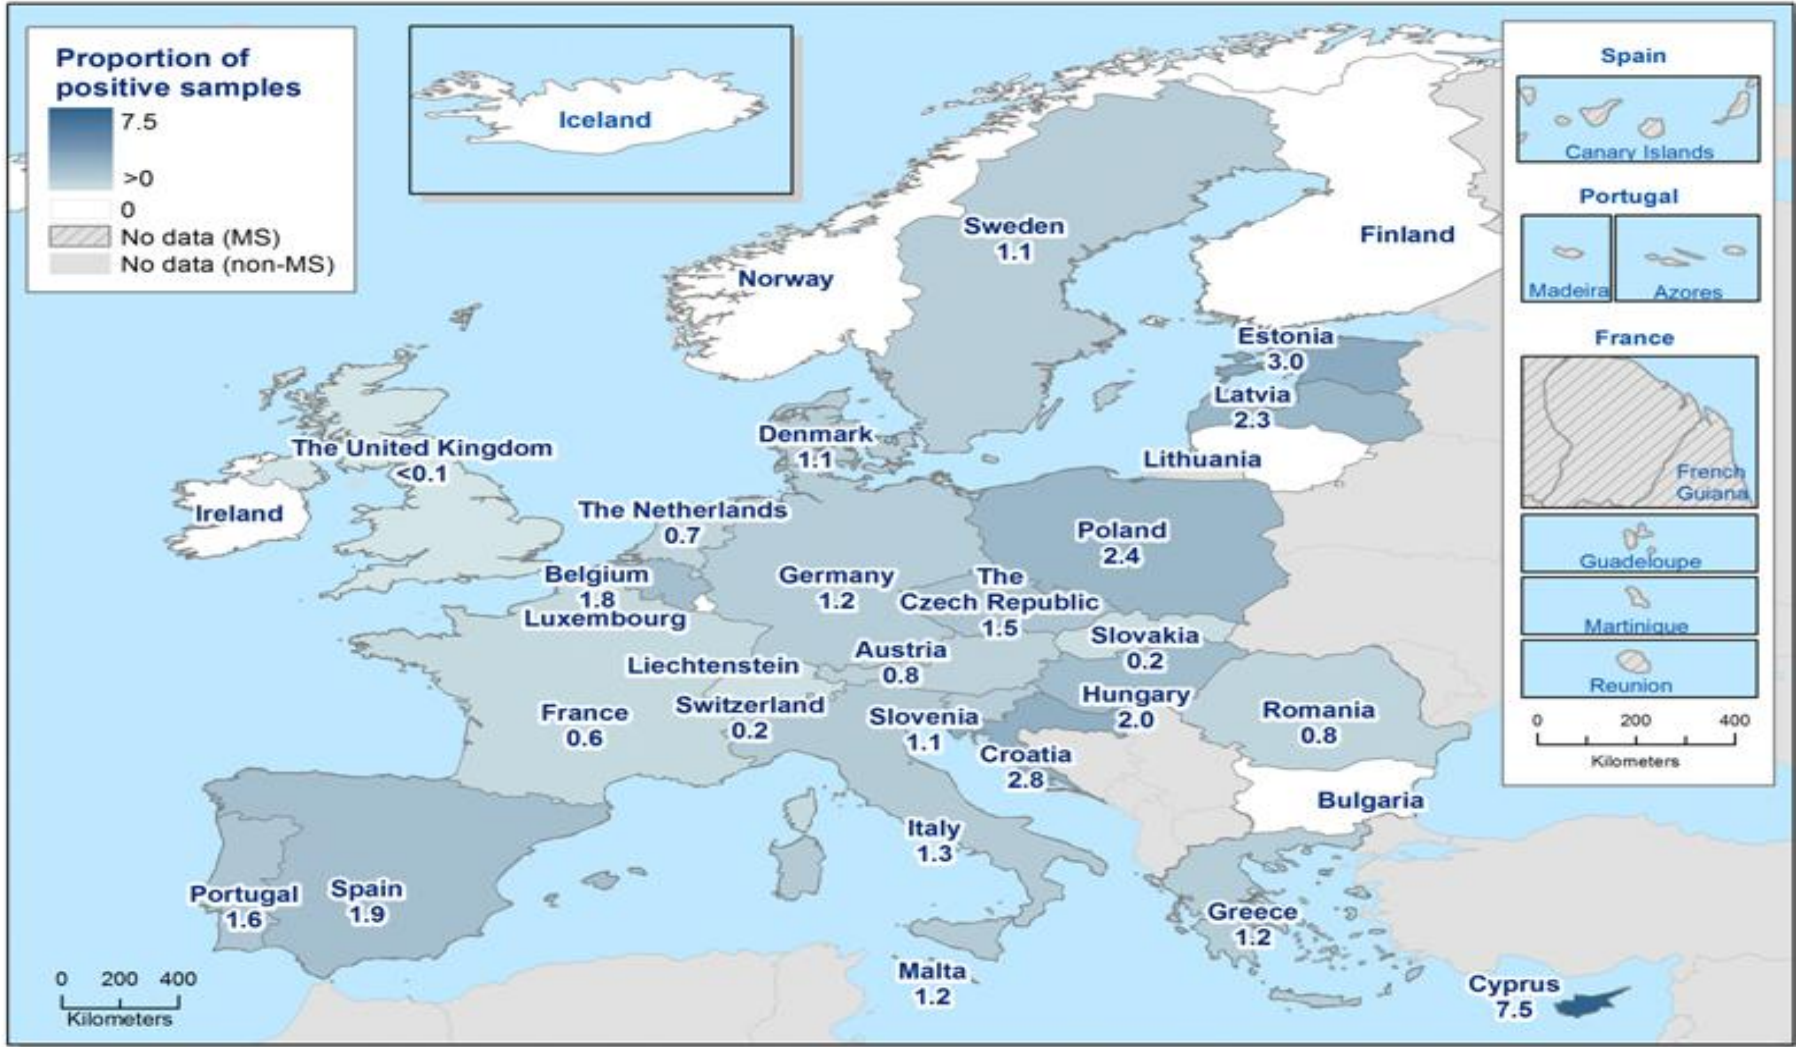 Proportion of
positive samples
7.5
>0
0
No data (MS)
No data (non-MS)
Iceland
Spain
Canary Islands
Portugal
Madeira
Azores
France
French
Guiana
Guadeloupe
Martinique
Reunion
0 200 400
Kilometers
Sweden
1.1
Finland
Norway
Estonia
3.0
Latvia
2.3
Lithuania
Denmark
1.1
The United Kingdom
<0.1
Ireland
The Netherlands
0.7
Poland
2.4
Belgium
1.8
Luxembourg
Germany
1.2
The
Czech Republic
1.5
Slovakia
0.2
Austria
0.8
Liechtenstein
Switzerland
0.2
France
0.6
Slovenia
1.1
Hungary
2.0
Romania
0.8
Croatia
2.8
Bulgaria
Italy
1.3
Portugal
1.6
Spain
1.9
Greece
1.2
Malta
1.2
Cyprus
7.5
0 200 400
Kilometers